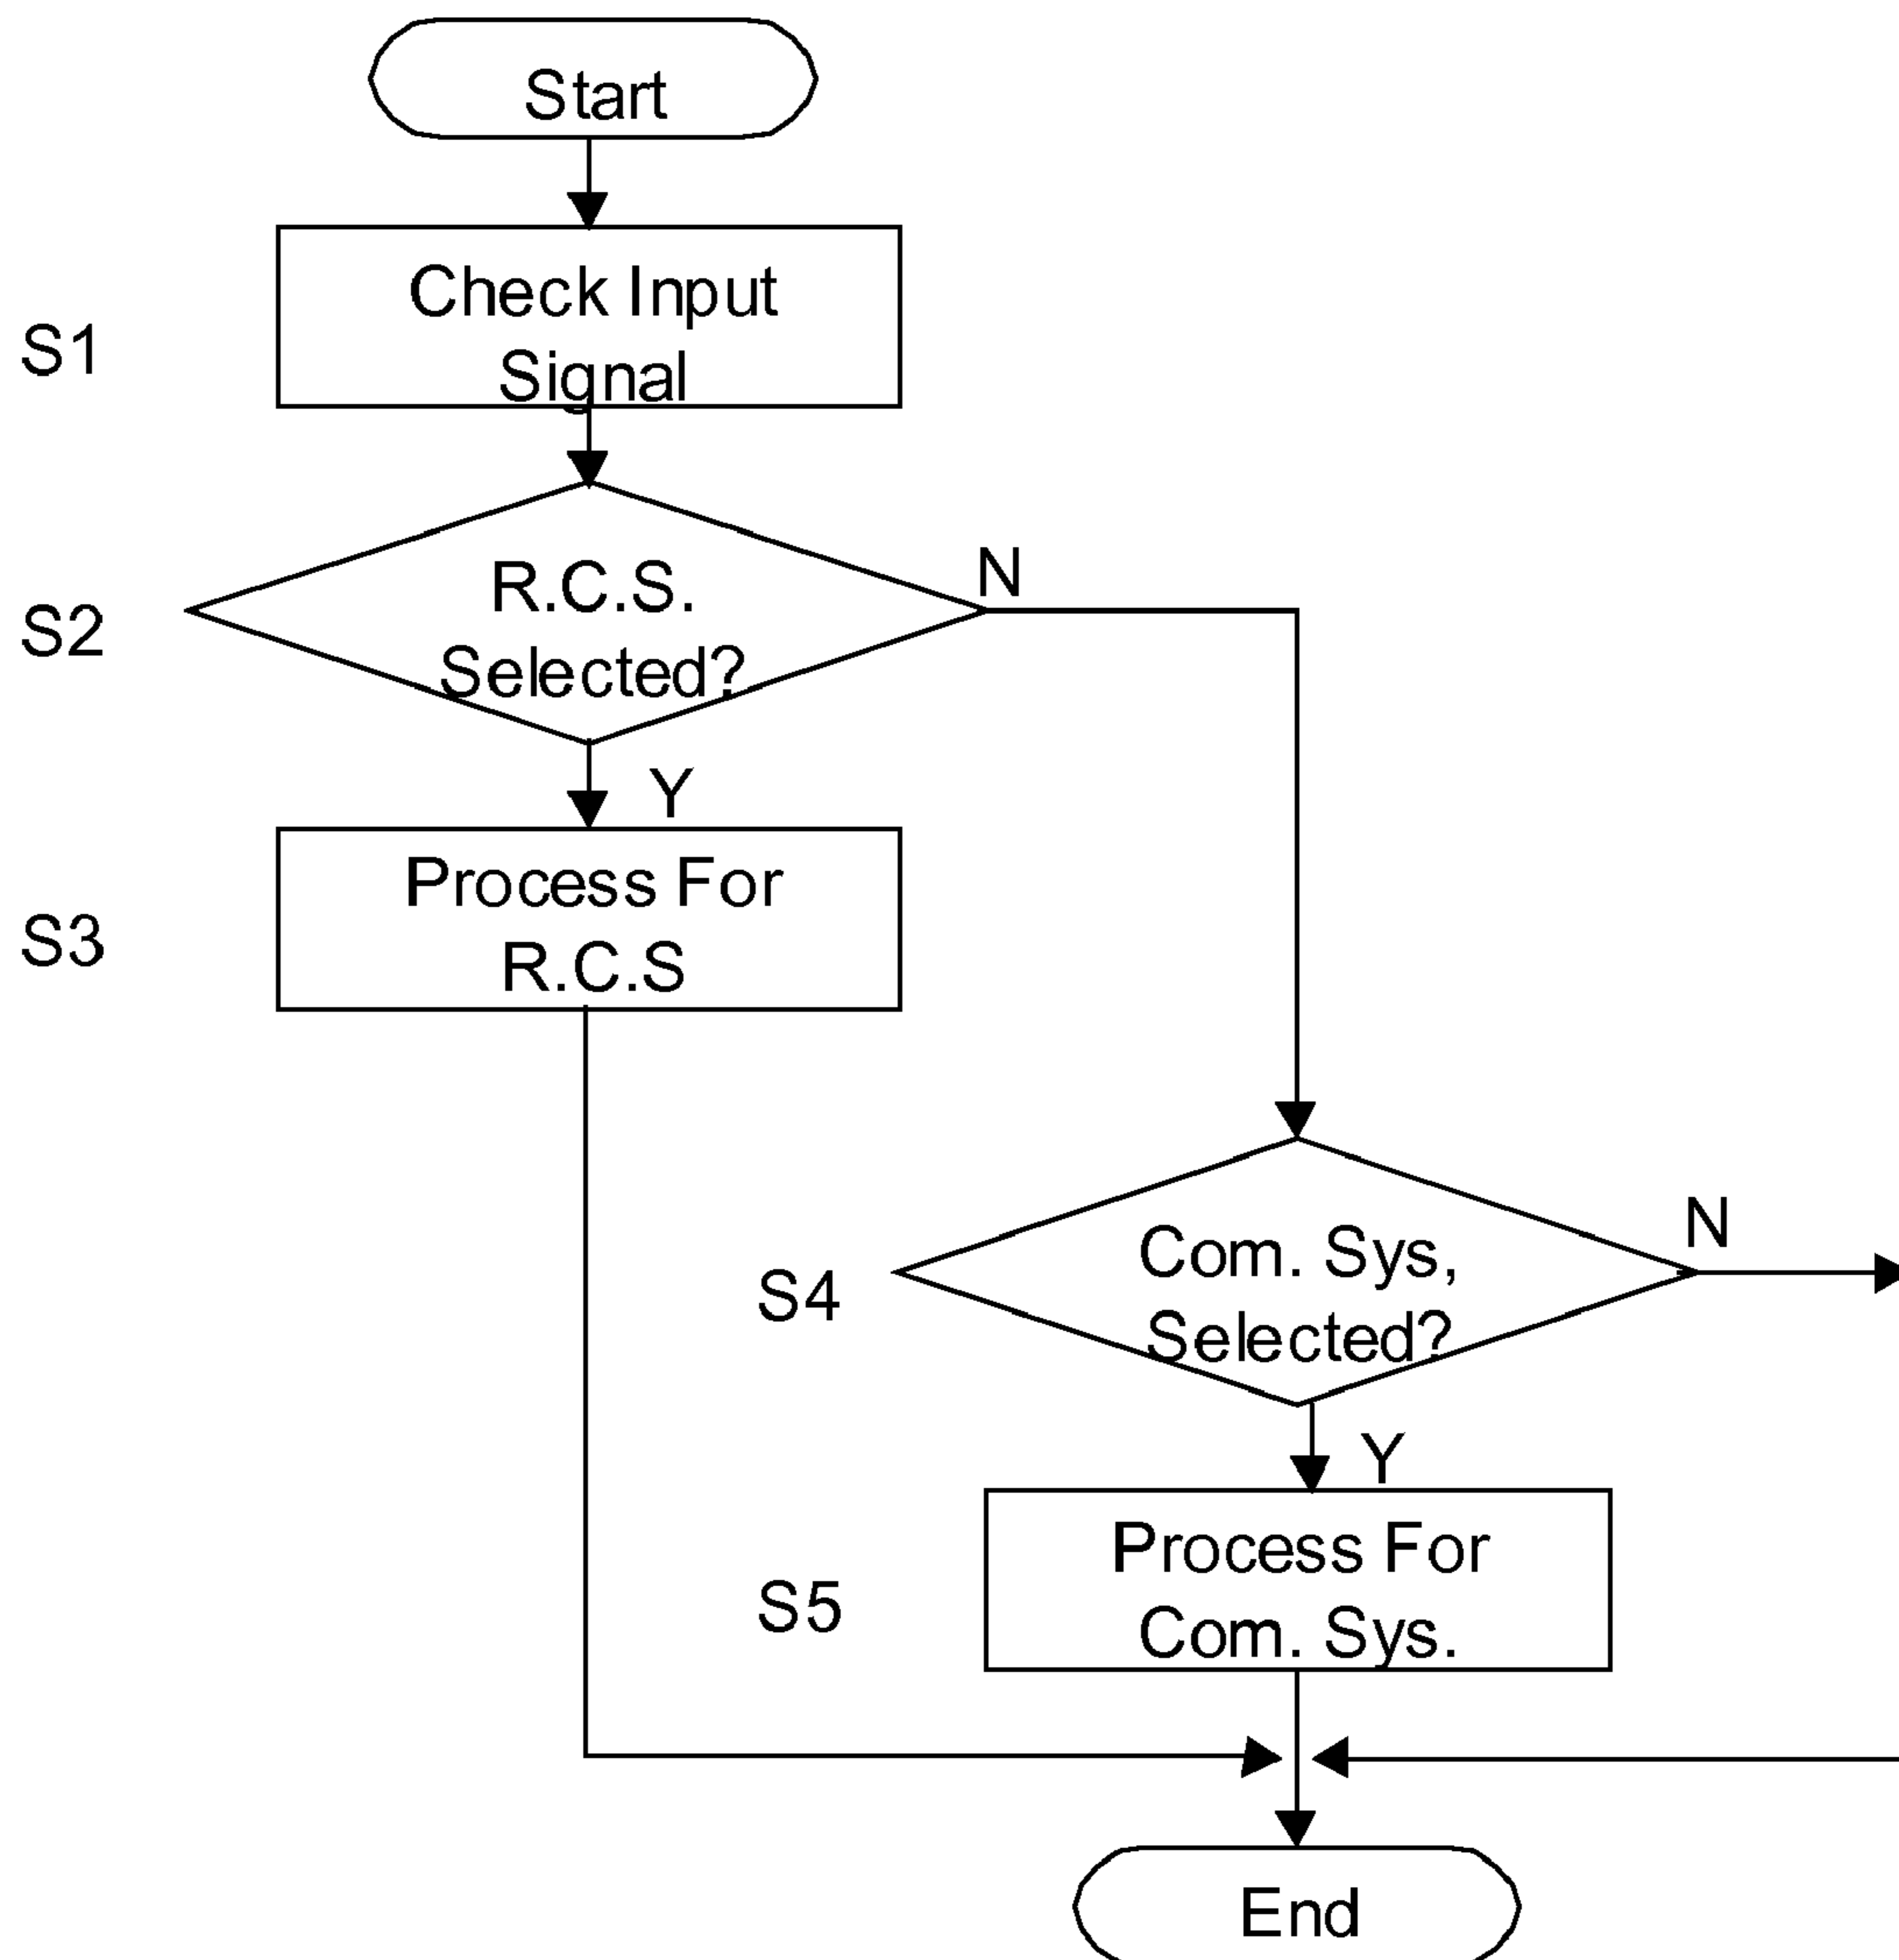 Start
S1
Check Input
Signal
S2
R.C.S.
Selected?
N
Y
S3
Process For
R.C.S
S4
Com. Sys,
Selected?
N
Y
S5
Process For
Com. Sys.
End